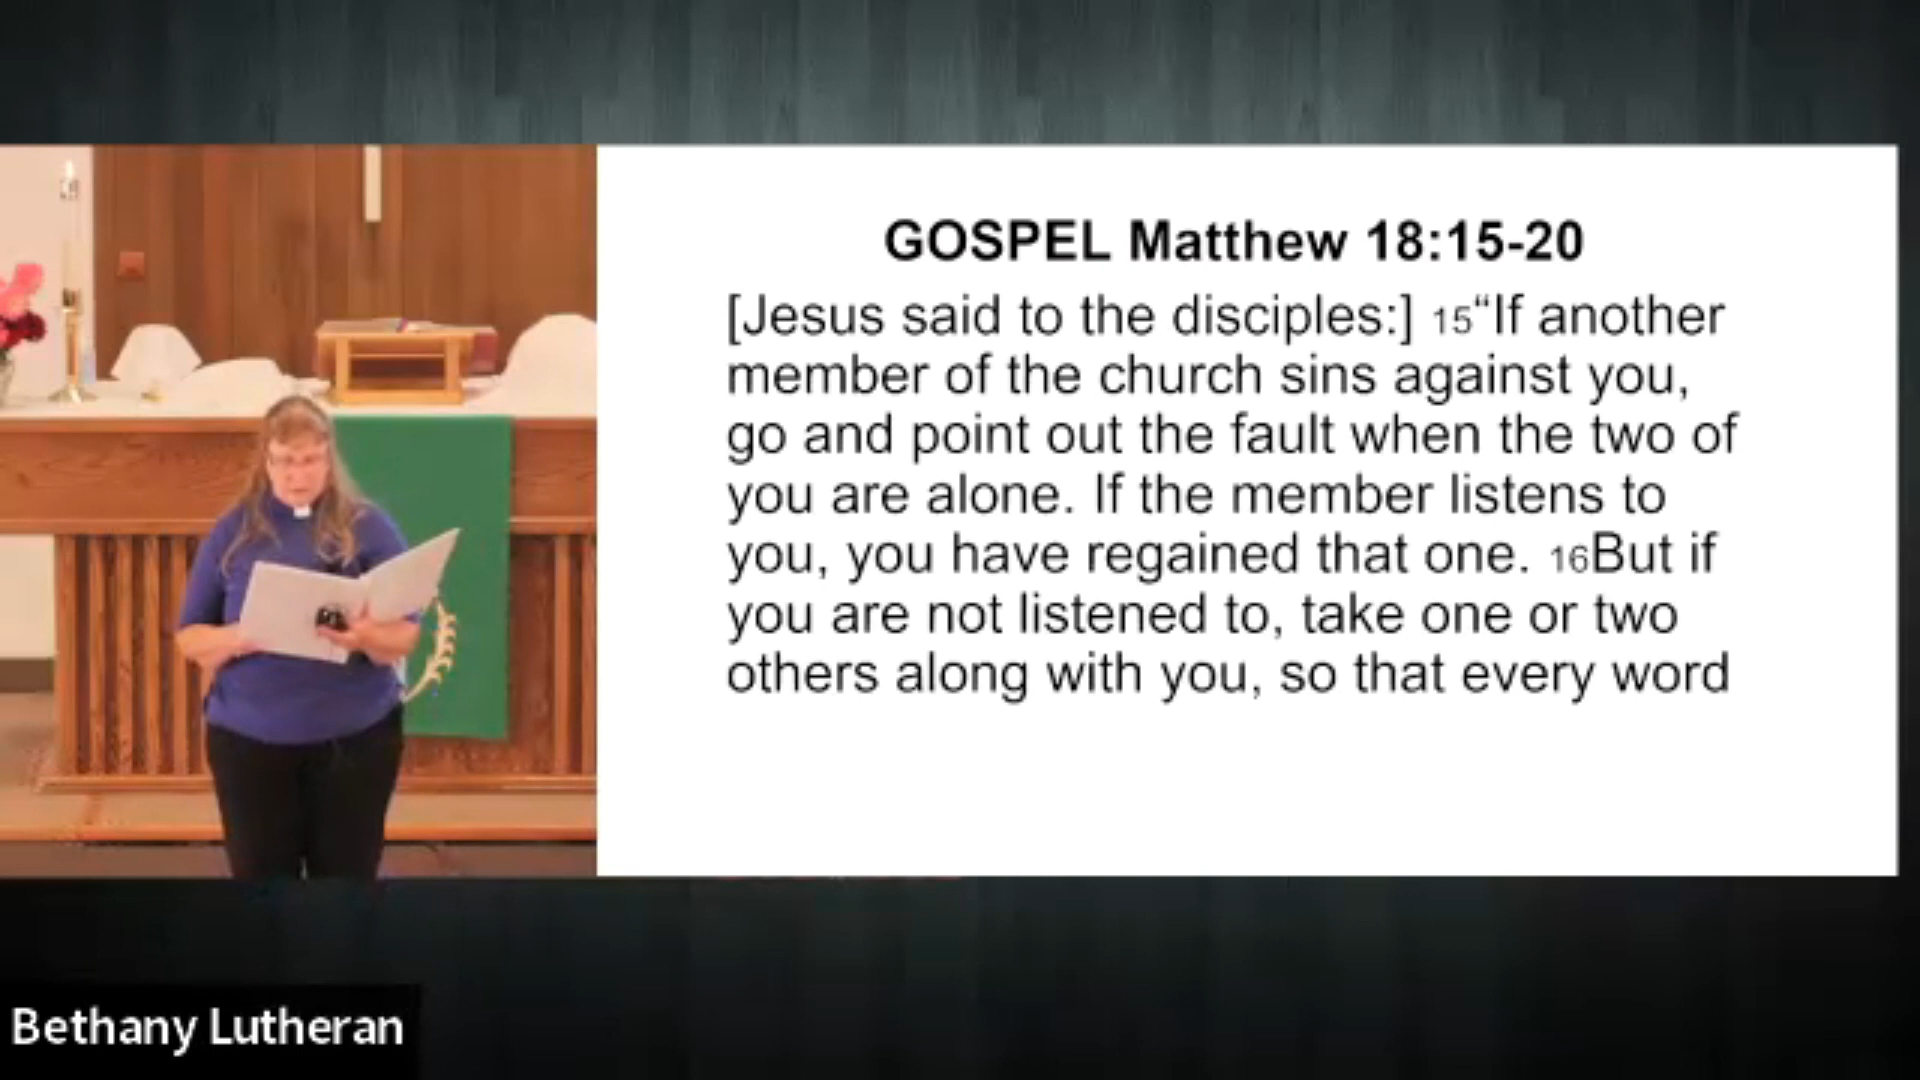 GOSPEL Matthew 18:15-20
[Jesus said to the disciples:] 15“If another
member of the church sins against you,
go and point out the fault when the two of
you are alone. If the member listens to
you, you have regained that one. 16But if
you are not listened to, take one or two
others along with you, so that every word
Bethany Lutheran